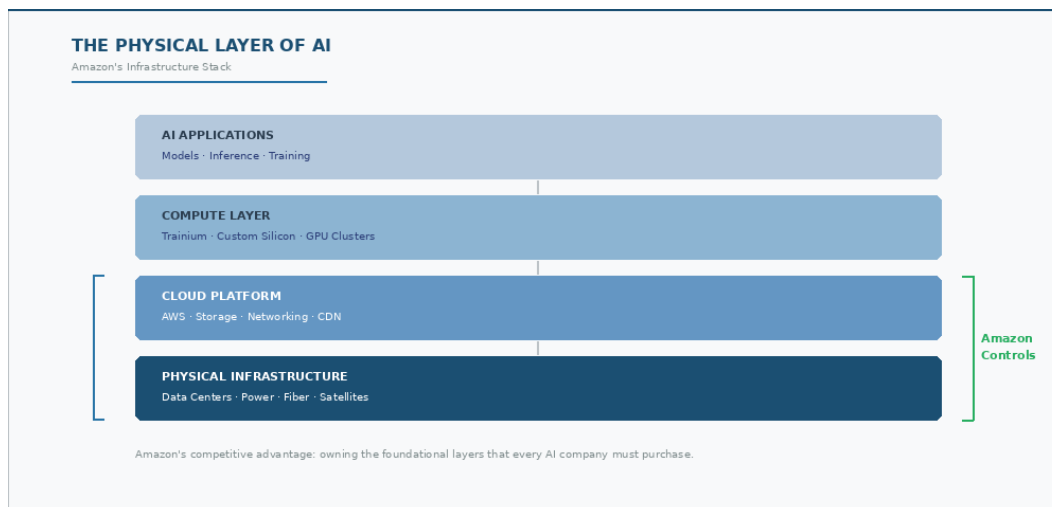 THE PHYSICAL LAYER OF AI
Amazon's Infrastructure Stack
AI APPLICATIONS
Models · Inference · Training
COMPUTE LAYER
Trainium · Custom Silicon · GPU Clusters
CLOUD PLATFORM
AWS · Storage · Networking · CDN
PHYSICAL INFRASTRUCTURE
Data Centers · Power · Fiber · Satellites
Amazon
Controls
Amazon's competitive advantage: owning the foundational layers that every AI company must purchase.